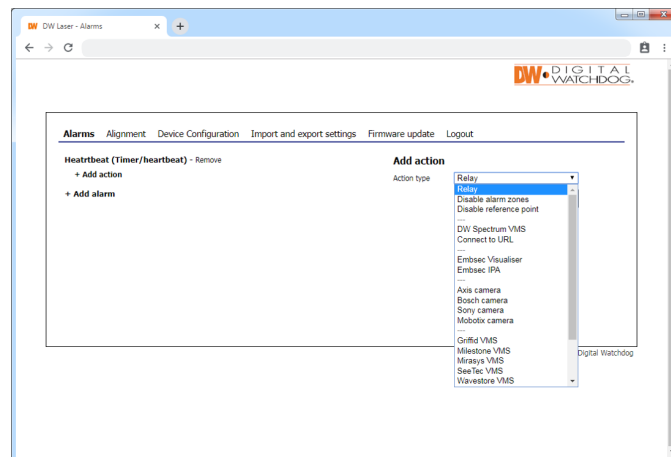 DW DW Laser - Alarms
DW DIGITAL
WATCHDOG®
Alarms Alignment Device Configuration Import and export settings Firmware update Logout
Heatrtbeat (Timer/heartbeat) - Remove
+ Add action
+ Add alarm
Add action
Action type Relay
Relay
Disable alarm zones
Disable reference point
---
DW Spectrum VMS
Connect to URL
---
Embsec Visualiser
Embsec IPA
---
Axis camera
Bosch camera
Sony camera
Mobotix camera
---
Griffid VMS
Milestone VMS
Mirasys VMS
SeeTec VMS
Wavestore VMS
Digital Watchdog